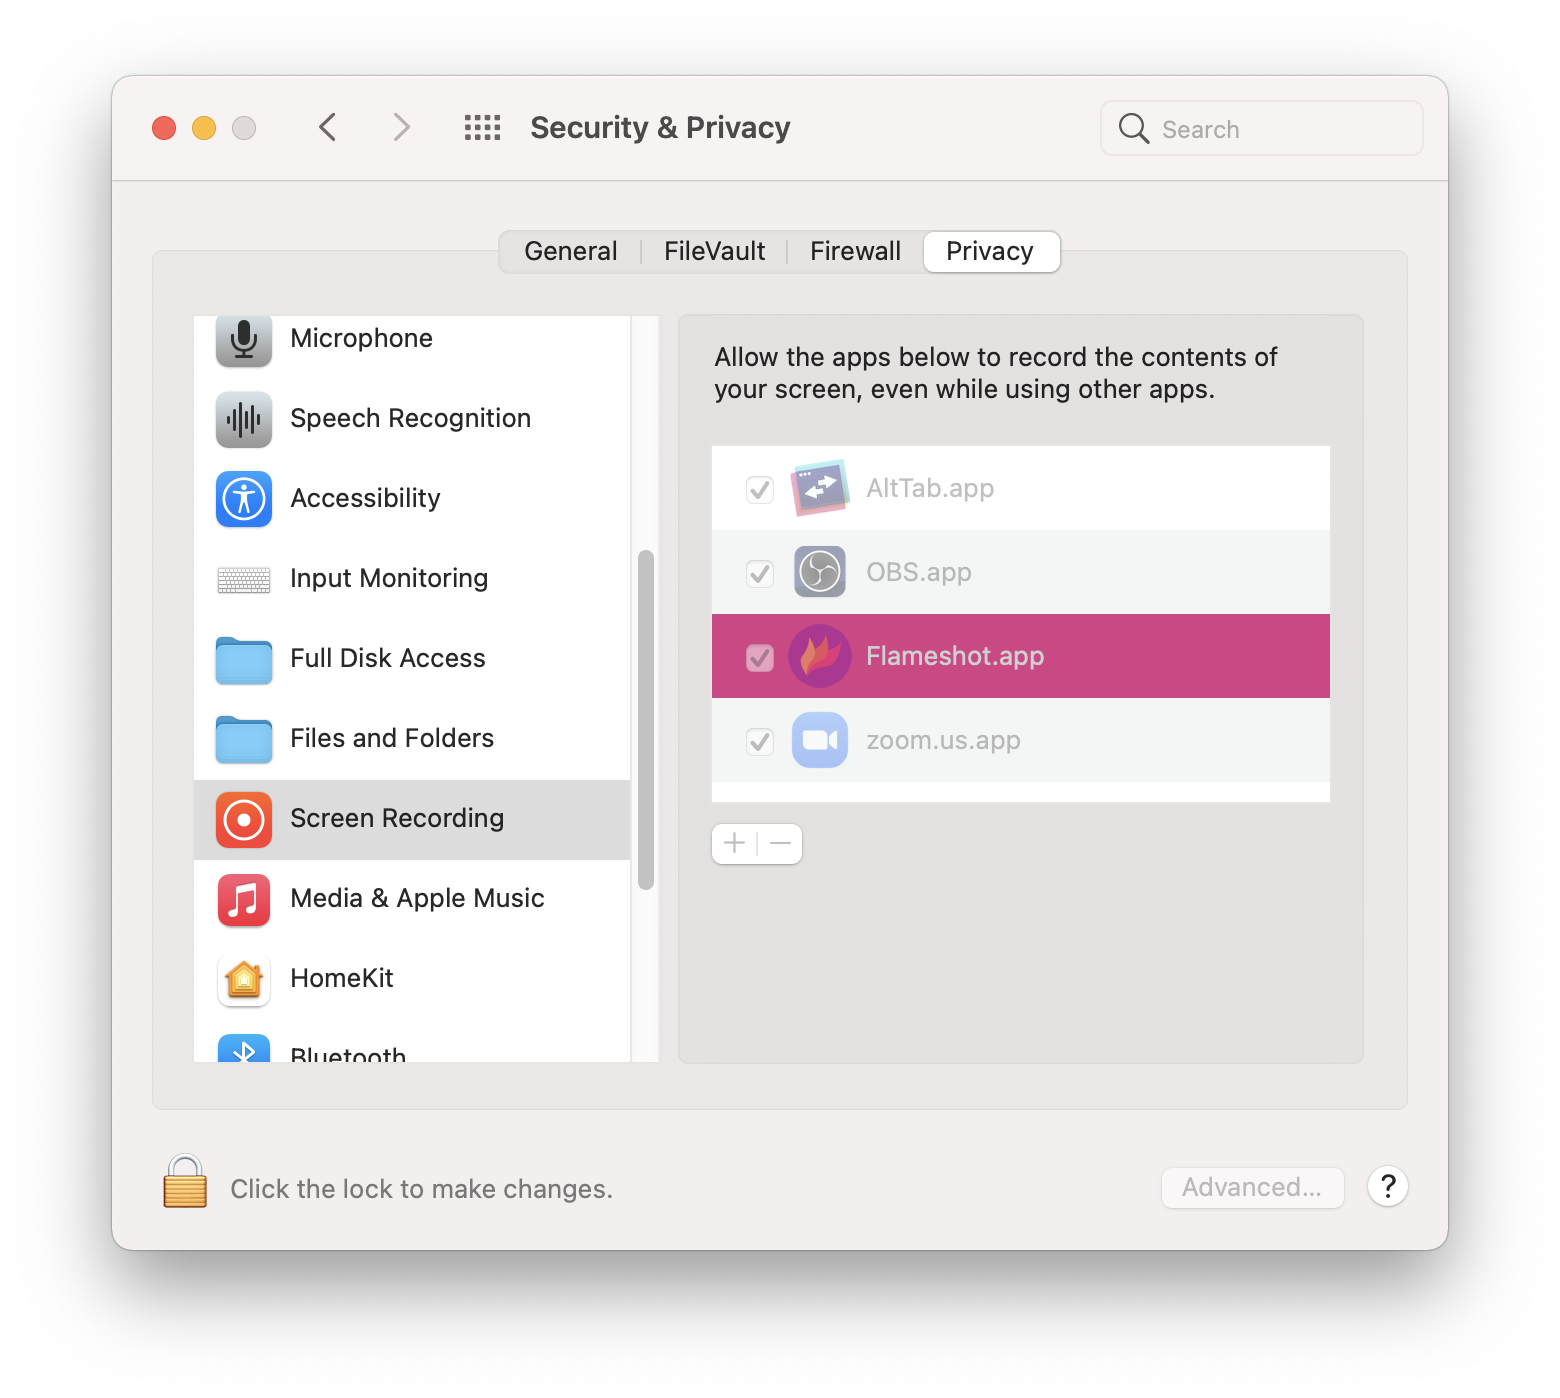 Security & Privacy
Search
General
FileVault
Firewall
Privacy
Microphone
Speech Recognition
Accessibility
Input Monitoring
Full Disk Access
Files and Folders
Screen Recording
Media & Apple Music
HomeKit
Bluetooth
Allow the apps below to record the contents of
your screen, even while using other apps.
AltTab.app
OBS.app
Flameshot.app
zoom.us.app
Click the lock to make changes.
Advanced...
?